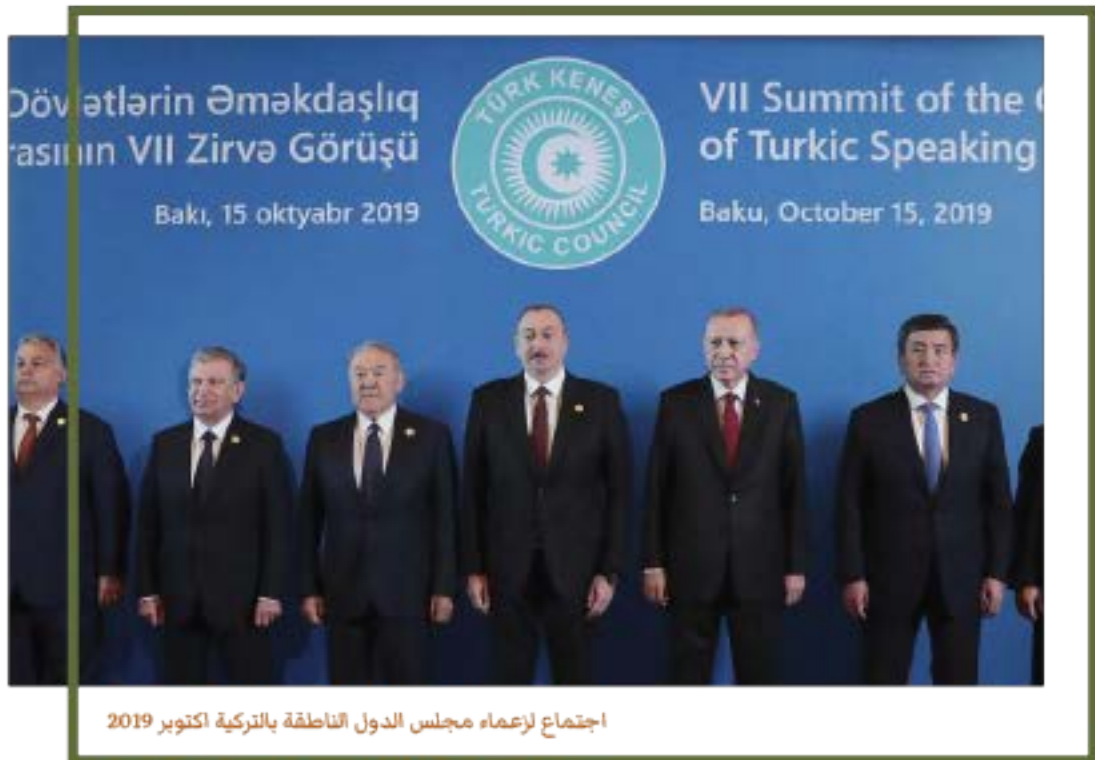 Dövlətlərin Əməkdaşlıq
rasının VII Zirvə Görüşü
Bakı, 15 oktyabr 2019
TÜRK KENEŞİ
TURKIC COUNCIL
VII Summit of the
of Turkic Speaking
Baku, October 15, 2019
اجتماع لزعماء مجلس الدول الناطقة بالتركية اكتوبر 2019